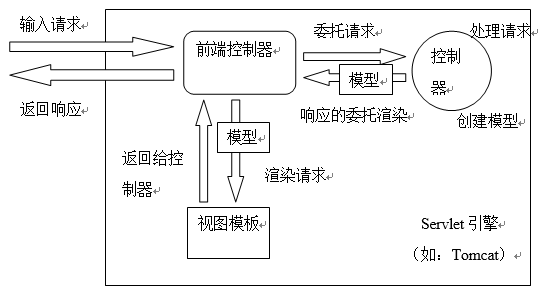 输入请求
返回响应
前端控制器
委托请求
模型
响应的委托渲染
处理请求
控制
器
创建模型
模型
返回给控
制器
渲染请求
视图模板
Servlet 引擎
（如：Tomcat）